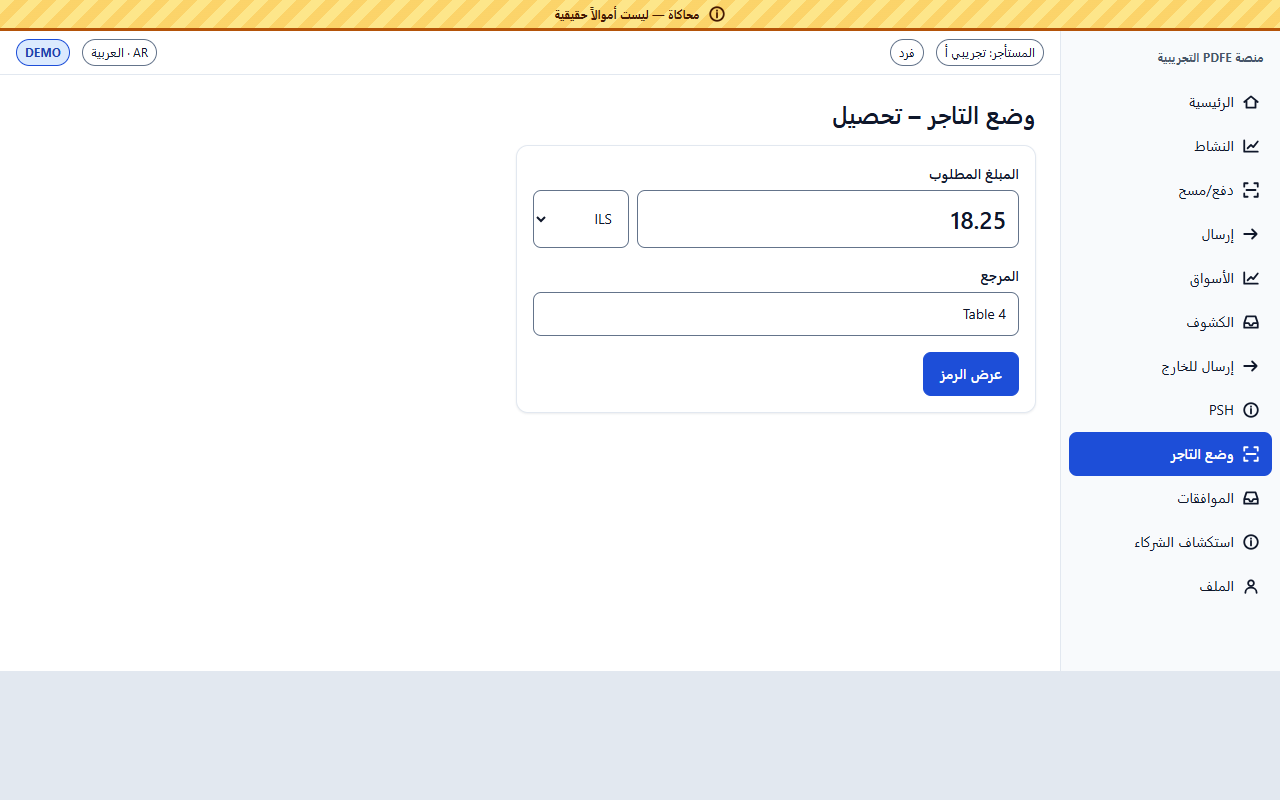 محاكاة — ليست أموالاً حقيقية
منصة PDFE التجريبية
الرئيسية
النشاط
دفع/مسح
إرسال
الأسواق
الكشوف
إرسال للخارج
PSH
وضع التاجر
الموافقات
استكشاف الشركاء
الملف
المستأجر: تجريبي أ
فرد
AR · العربية
DEMO
وضع التاجر – تحصيل
المبلغ المطلوب
18.25
ILS
المرجع
Table 4
عرض الرمز